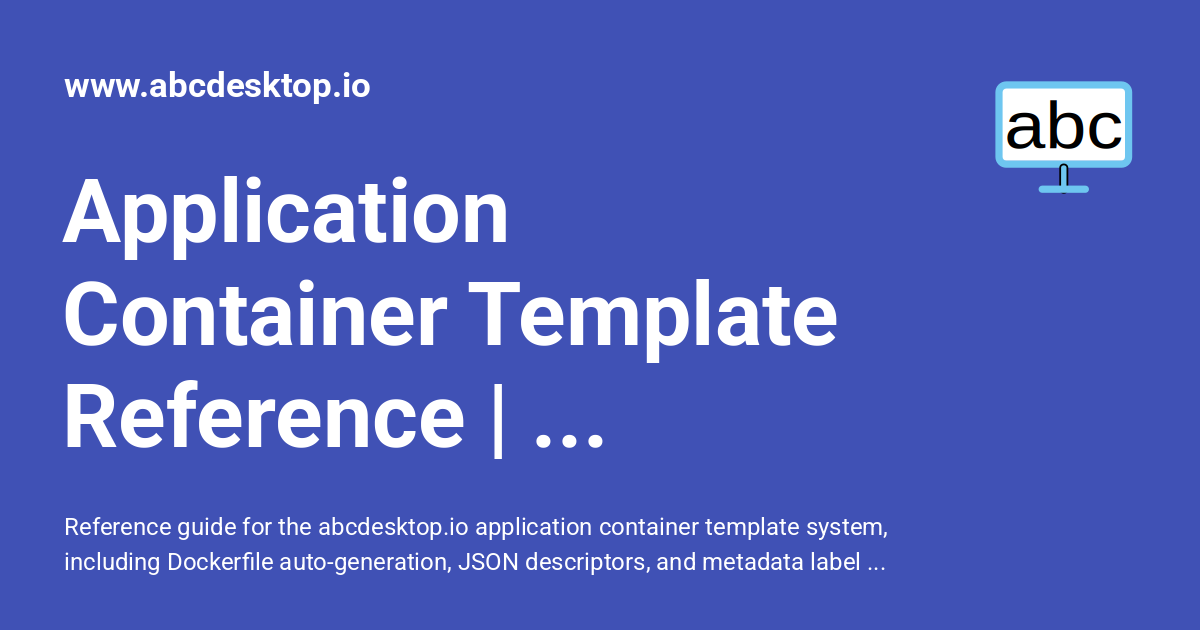 www.abcdesktop.io
abc
Application
Container Template
Reference | ...
Reference guide for the abcdesktop.io application container template system,
including Dockerfile auto-generation, JSON descriptors, and metadata label ...